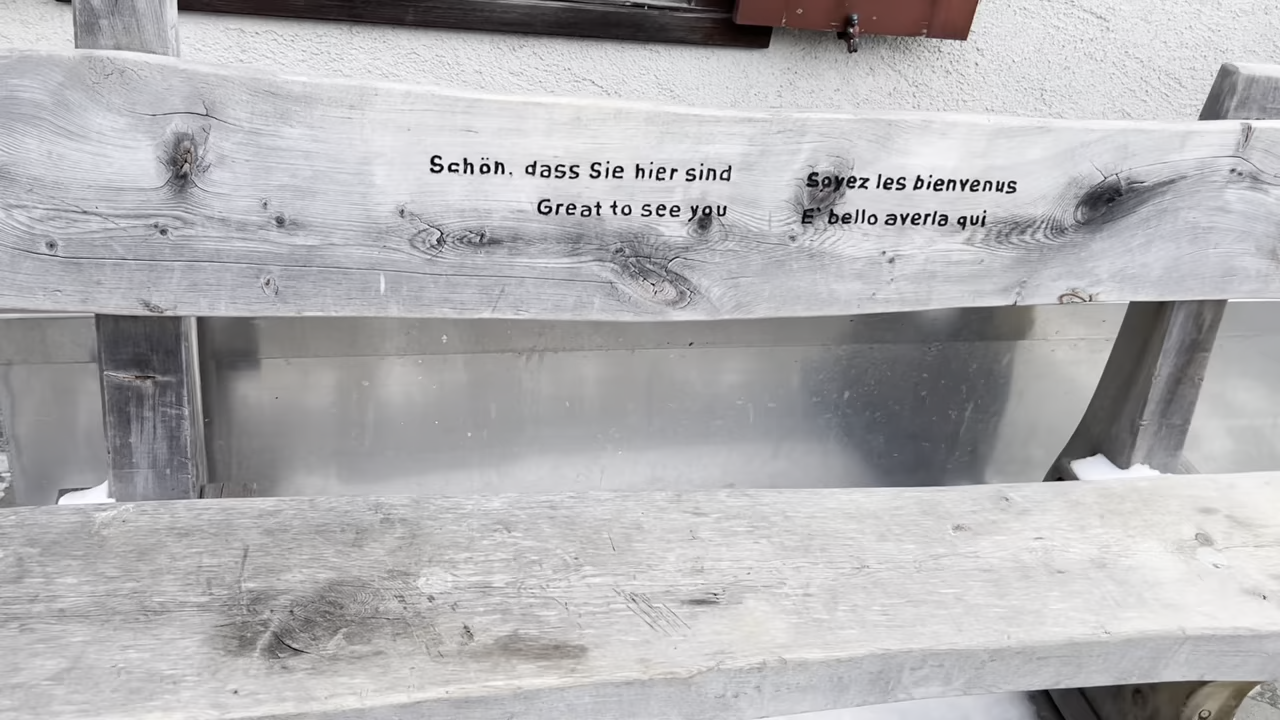 Schön, dass Sie hier sind
Great to see you
Soyez les bienvenus
E' bello averla qui